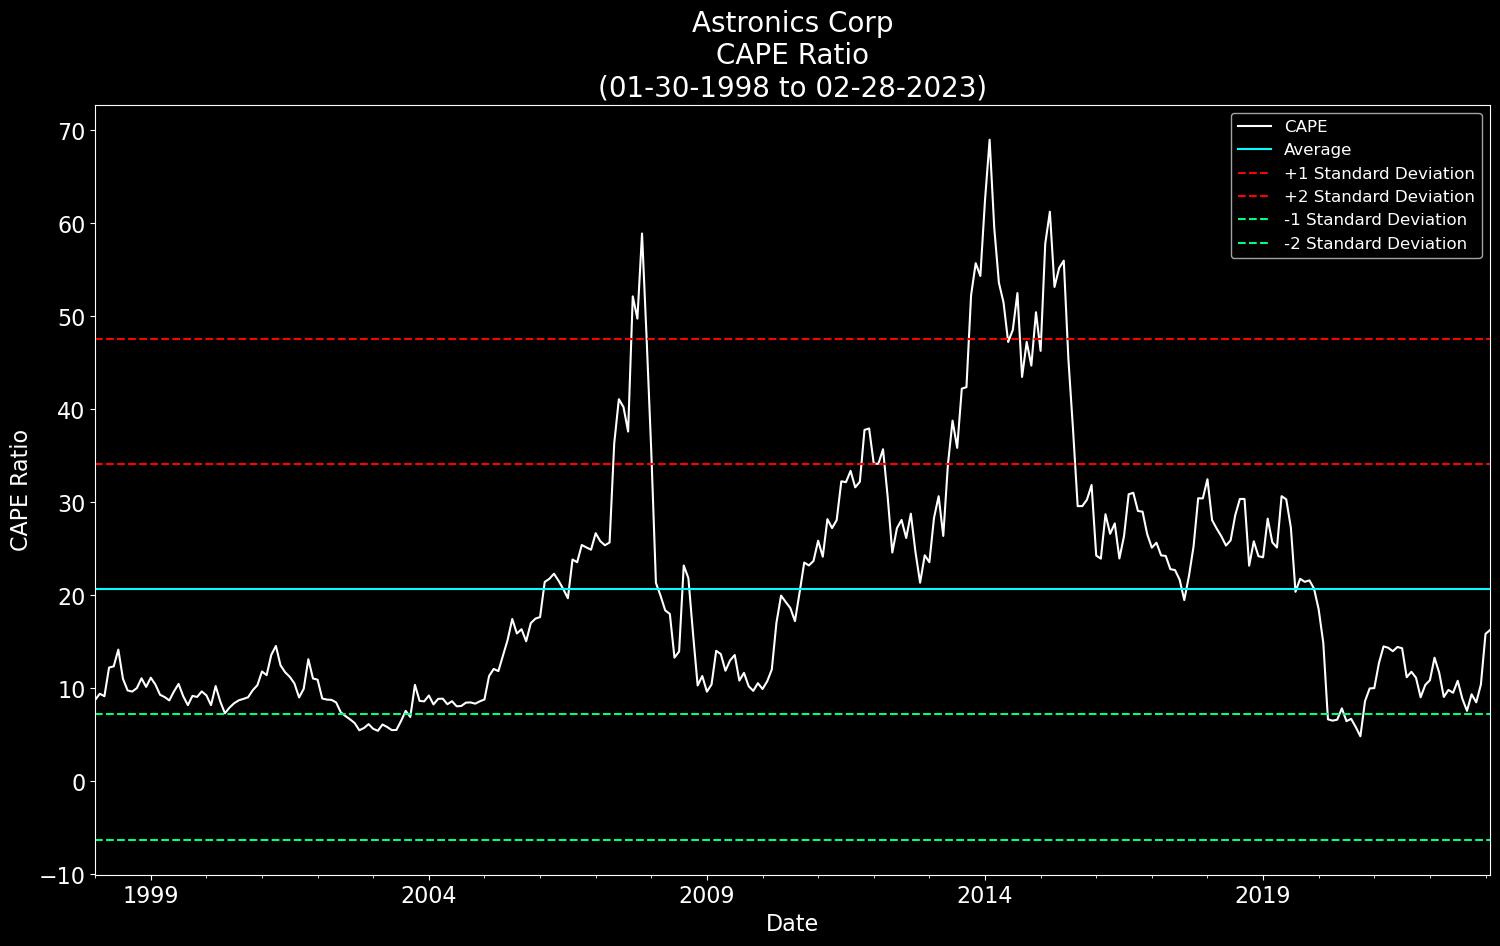 Astronics Corp
CAPE Ratio
(01-30-1998 to 02-28-2023)
CAPE
Average
+1 Standard Deviation
+2 Standard Deviation
-1 Standard Deviation
-2 Standard Deviation
70
60
50
40
30
20
10
0
−10
CAPE Ratio
1999 2004 2009 2014 2019
Date